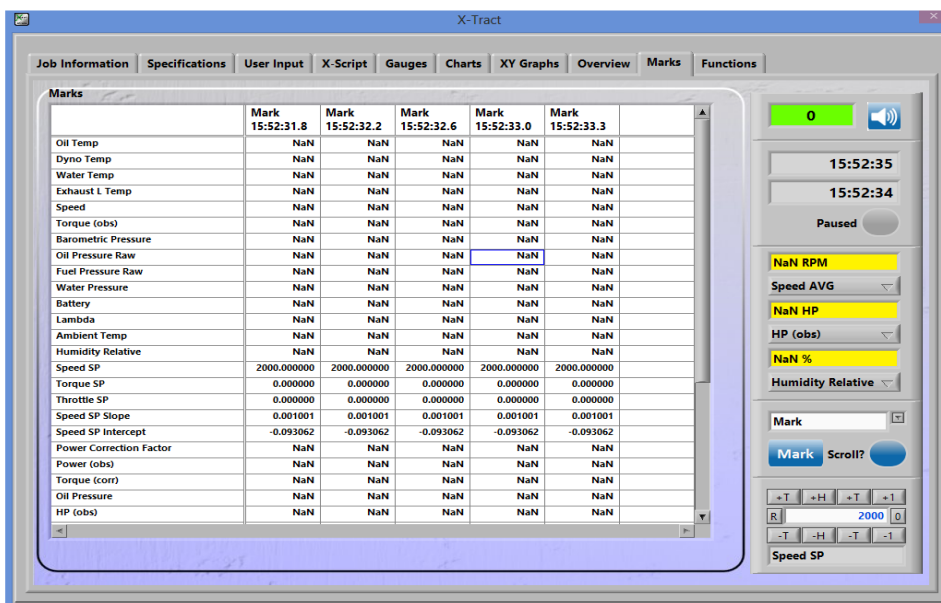 X-Tract
Job Information Specifications User Input X-Script Gauges Charts XY Graphs Overview Marks Functions
Marks
Mark Mark Mark Mark Mark
15:52:31.8 15:52:32.2 15:52:32.6 15:52:33.0 15:52:33.3
Oil Temp NaN NaN NaN NaN NaN
Dyno Temp NaN NaN NaN NaN NaN
Water Temp NaN NaN NaN NaN NaN
Exhaust L Temp NaN NaN NaN NaN NaN
Speed NaN NaN NaN NaN NaN
Torque (obs) NaN NaN NaN NaN NaN
Barometric Pressure NaN NaN NaN NaN NaN
Oil Pressure Raw NaN NaN NaN NaN NaN
Fuel Pressure Raw NaN NaN NaN NaN NaN
Water Pressure NaN NaN NaN NaN NaN
Battery NaN NaN NaN NaN NaN
Lambda NaN NaN NaN NaN NaN
Ambient Temp NaN NaN NaN NaN NaN
Humidity Relative NaN NaN NaN NaN NaN
Speed SP 2000.000000 2000.000000 2000.000000 2000.000000 2000.000000
Torque SP 0.000000 0.000000 0.000000 0.000000 0.000000
Throttle SP 0.000000 0.000000 0.000000 0.000000 0.000000
Speed SP Slope 0.001001 0.001001 0.001001 0.001001 0.001001
Speed SP Intercept -0.093062 -0.093062 -0.093062 -0.093062 -0.093062
Power Correction Factor NaN NaN NaN NaN NaN
Power (obs) NaN NaN NaN NaN NaN
Torque (corr) NaN NaN NaN NaN NaN
Oil Pressure NaN NaN NaN NaN NaN
HP (obs) NaN NaN NaN NaN NaN
0
15:52:35
15:52:34
Paused
NaN RPM
Speed AVG
NaN HP
HP (obs)
NaN %
Humidity Relative
Mark
Mark Scroll?
+T +H +T +1
R 2000 0
-T -H -T -1
Speed SP